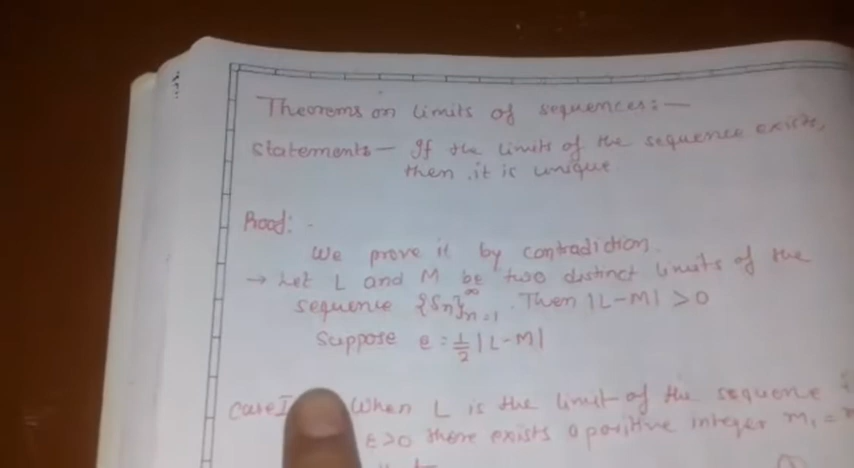 Theorems on limits of sequences:—
Statements— If the limits of the sequence exists,
then it is unique
Proof:-
We prove it by contradiction.
→ Let L and M be two distinct limits of the
sequence {Sn}∞n=1. Then |L-M| >0
Suppose e = 1/2 |L-M|
Case I When L is the limit of the sequence
ε>0 there exists a positive integer m1 =